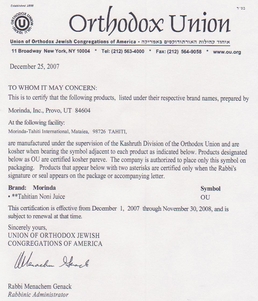 Established 1898
בס״ד
Orthodox Union
Union of Orthodox Jewish Congregations of America • איחוד קהילות האורתודוקסים באמריקה
11 Broadway New York, NY 10004 • Tel: (212) 563-4000 • Fax: (212) 564-9058 • www.ou.org
December 25, 2007
TO WHOM IT MAY CONCERN:
This is to certify that the following products, listed under their respective brand names, prepared by
Morinda, Inc., Provo, UT 84604
At the following facility:
Morinda-Tahiti International, Mataiea, 98726 TAHITI,
are manufactured under the supervision of the Kashruth Division of the Orthodox Union and are
kosher when bearing the symbol adjacent to each product as indicated below. Products designated
below as OU are certified kosher pareve. The company is authorized to place only this symbol on
packaging. Products that appear below with two asterisks are certified only when the Rabbi's
signature or seal appears on the package or accompanying letter.
Brand: Morinda Symbol
• **Tahitian Noni Juice OU
This certification is effective from December 1, 2007 through November 30, 2008, and is
subject to renewal at that time.
Sincerely yours,
UNION OF ORTHODOX JEWISH
CONGREGATIONS OF AMERICA
Menachem Genack
Rabbi Menachem Genack
Rabbinic Administrator